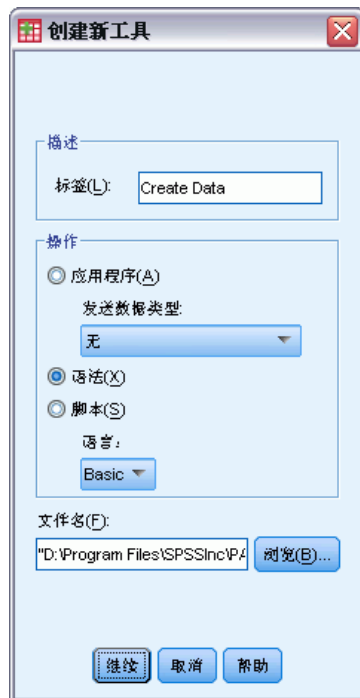 创建新工具
描述
标签(L):
Create Data
操作
应用程序(A)
发送数据类型:
无
语法(X)
脚本(S)
语言:
Basic
文件名(F):
"D:\Program Files\SPSSInc\PA
浏览(B)...
继续
取消
帮助